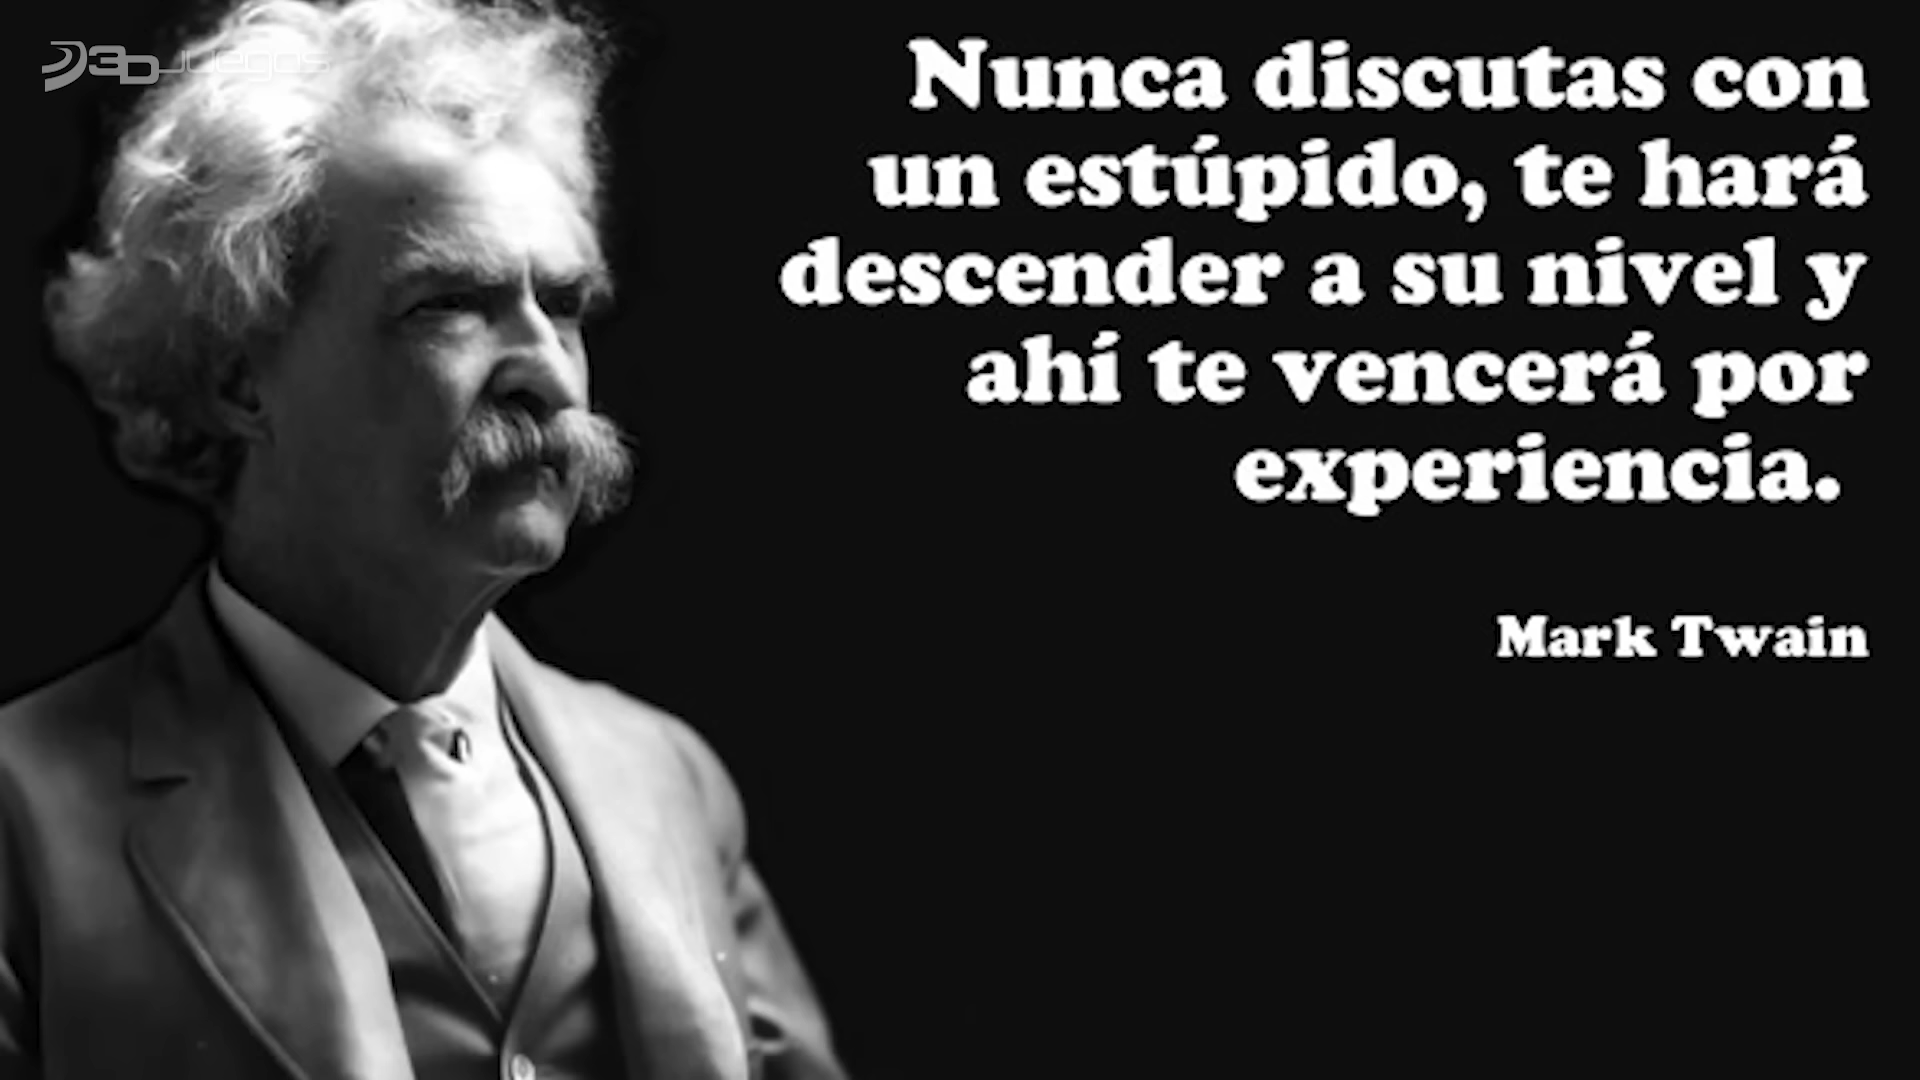 3DJuegos
Nunca discutas con
un estúpido, te hará
descender a su nivel y
ahí te vencerá por
experiencia.
Mark Twain